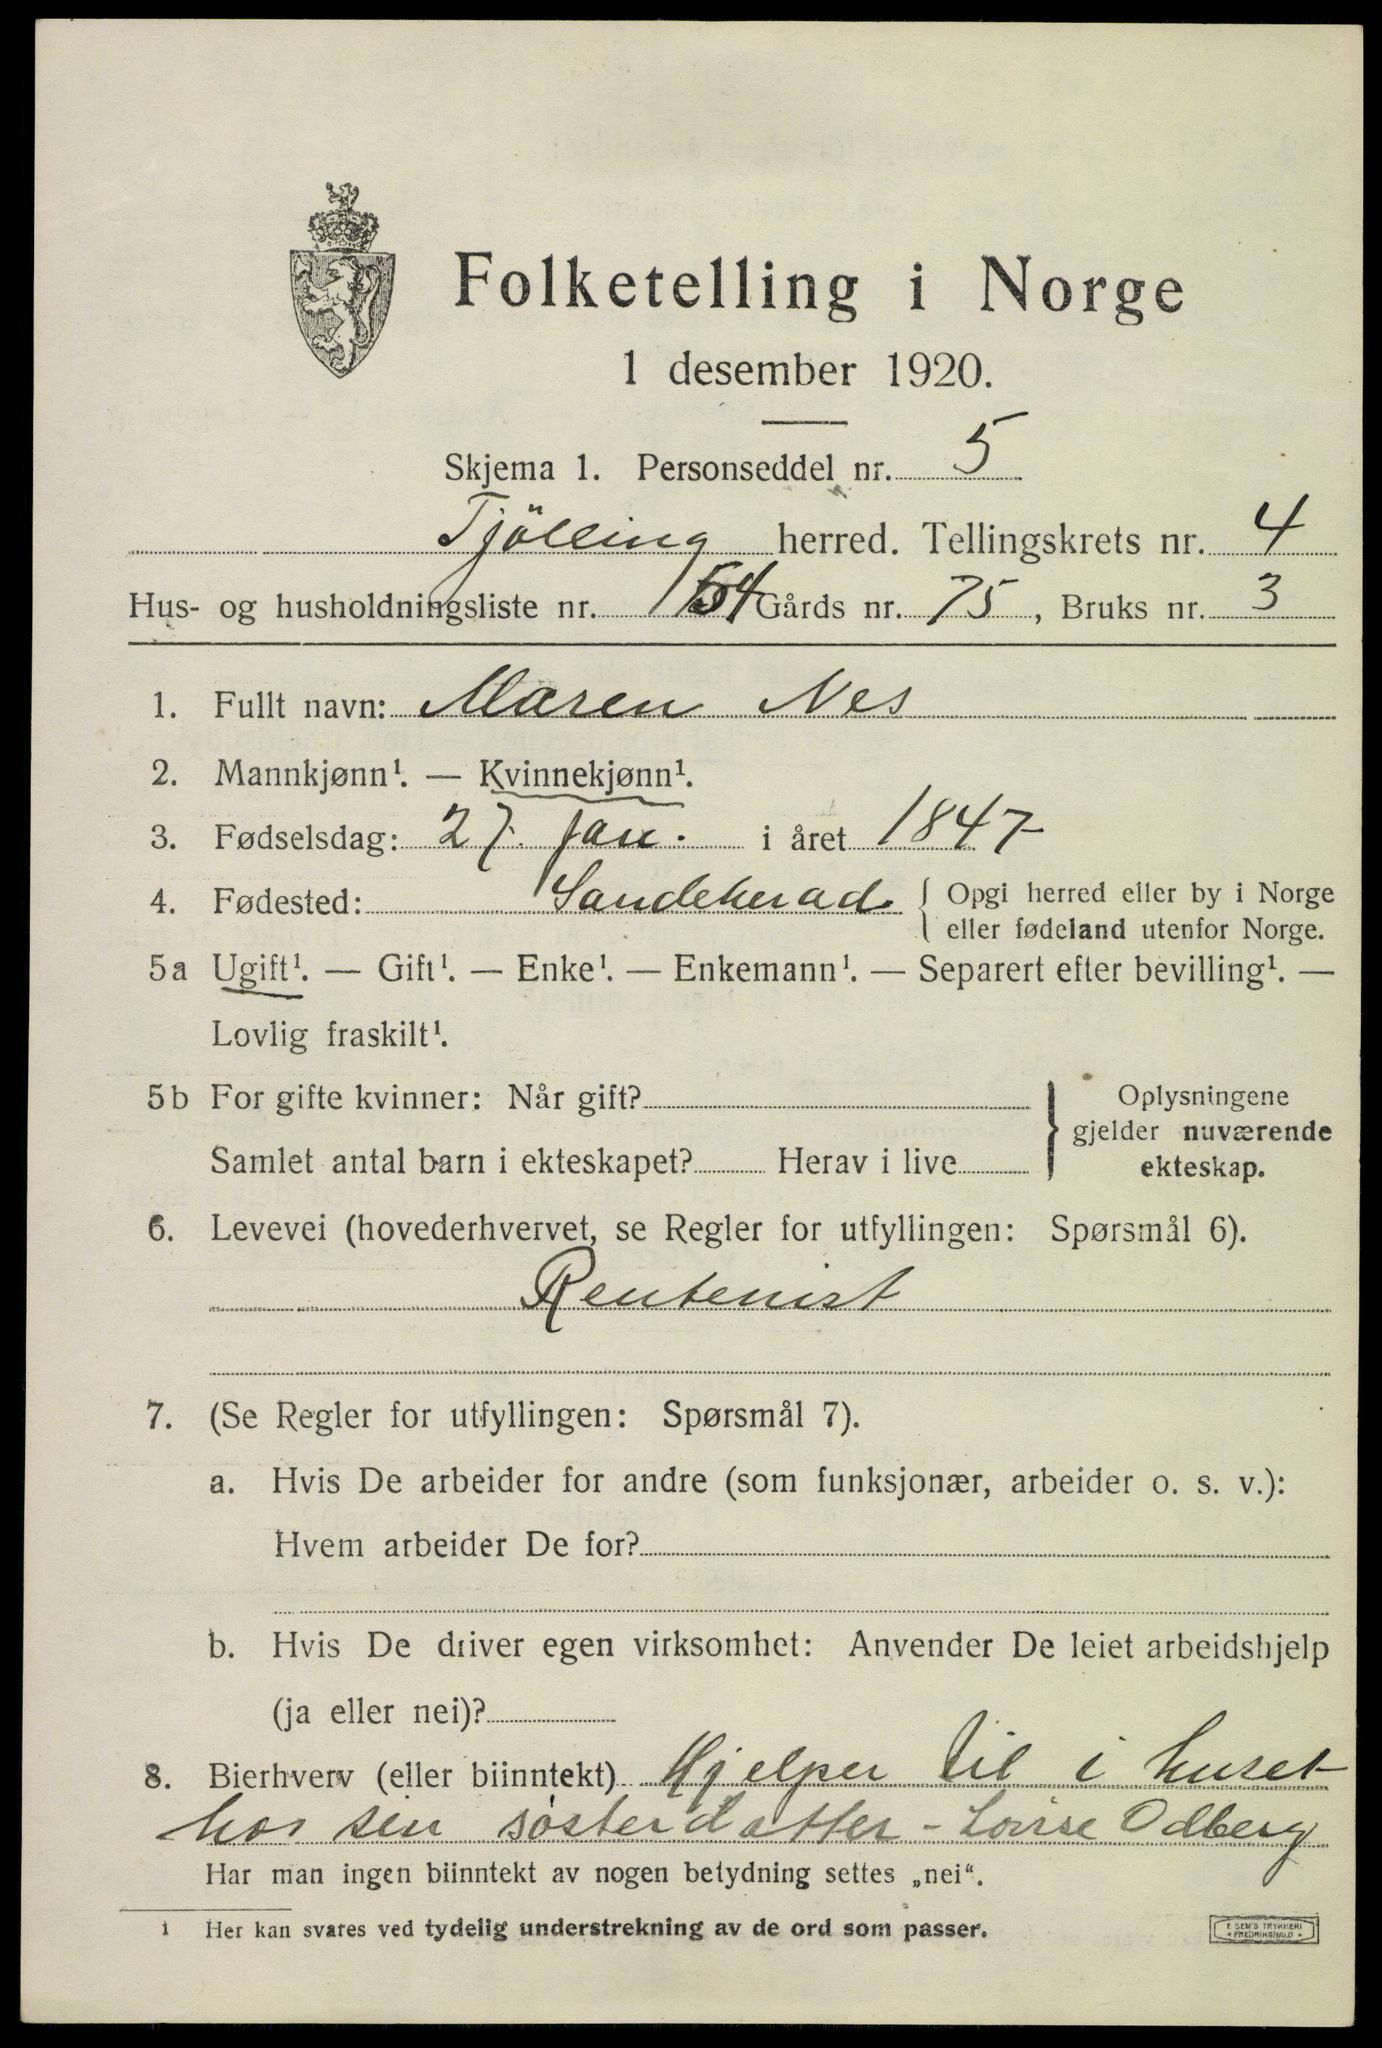 Folketelling i Norge
1 desember 1920.
Skjema 1. Personseddel nr. 5
Tjölling herred. Tellingskrets nr. 4
Hus- og husholdningsliste nr. 154 Gårds nr. 75, Bruks nr. 3
1. Fullt navn: Maren Nes
2. Mannkjønn¹. — Kvinnekjønn¹.
3. Fødselsdag: 27. jan. i året 1847
4. Fødested: Sandeherad { Opgi herred eller by i Norge
eller fødeland utenfor Norge.
5a Ugift¹. — Gift¹. — Enke¹. — Enkemann¹. — Separert efter bevilling¹. —
Lovlig fraskilt¹.
5b For gifte kvinner: Når gift?
Samlet antal barn i ekteskapet? Herav i live
} Oplysningene
gjelder nuværende
ekteskap.
6. Levevei (hovederhvervet, se Regler for utfyllingen: Spørsmål 6).
Rentenist
7. (Se Regler for utfyllingen: Spørsmål 7).
a. Hvis De arbeider for andre (som funksjonær, arbeider o. s. v.):
Hvem arbeider De for?
b. Hvis De driver egen virksomhet: Anvender De leiet arbeidshjelp
(ja eller nei)?
8. Bierhverv (eller biinntekt) Hjelper til i huset
hos sin søsterdatter - Lovise Odberg
Har man ingen biinntekt av nogen betydning settes „nei“.
1 Her kan svares ved tydelig understrekning av de ord som passer.
E SEM'S TRYKKERI
• FREDRIKSHALD •